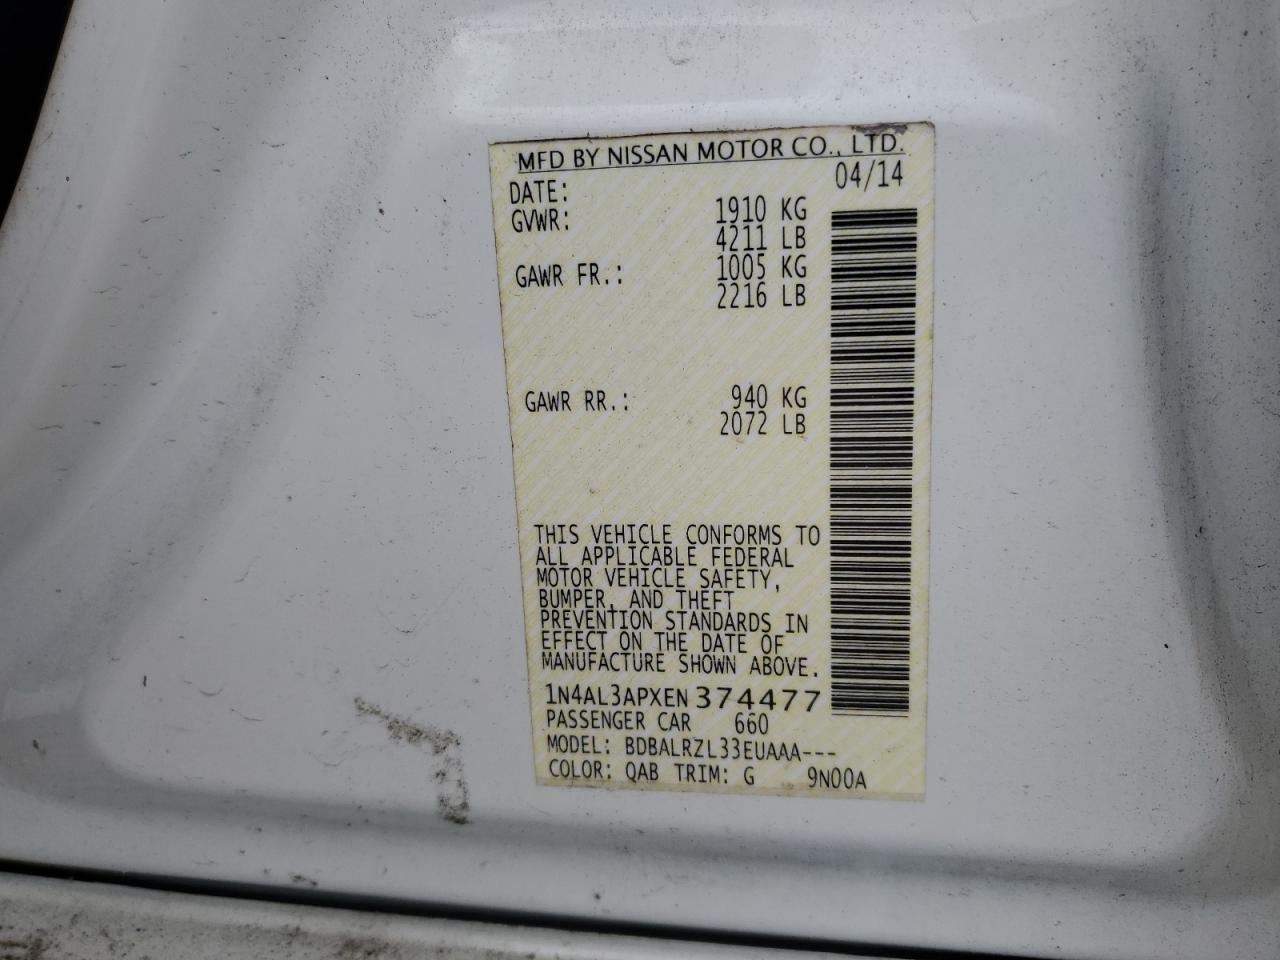 MFD BY NISSAN MOTOR CO., LTD.
DATE: 04/14
GVWR: 1910 KG
4211 LB
GAWR FR.: 1005 KG
2216 LB
GAWR RR.: 940 KG
2072 LB
THIS VEHICLE CONFORMS TO
ALL APPLICABLE FEDERAL
MOTOR VEHICLE SAFETY,
BUMPER, AND THEFT
PREVENTION STANDARDS IN
EFFECT ON THE DATE OF
MANUFACTURE SHOWN ABOVE.
1N4AL3APXEN374477
PASSENGER CAR 660
MODEL: BDBALRZL33EUAAA---
COLOR: QAB TRIM: G 9N00A